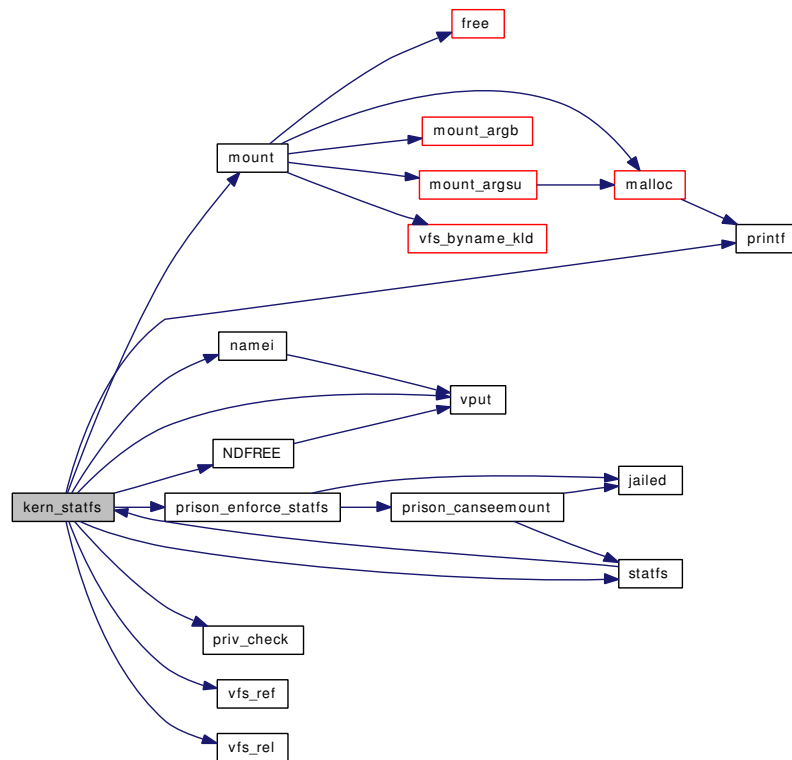 free
mount_argb
mount
mount_argsu
malloc
vfs_byname_kld
printf
namei
vput
NDFREE
jailed
kern_statfs
prison_enforce_statfs
prison_canseemount
statfs
priv_check
vfs_ref
vfs_rel